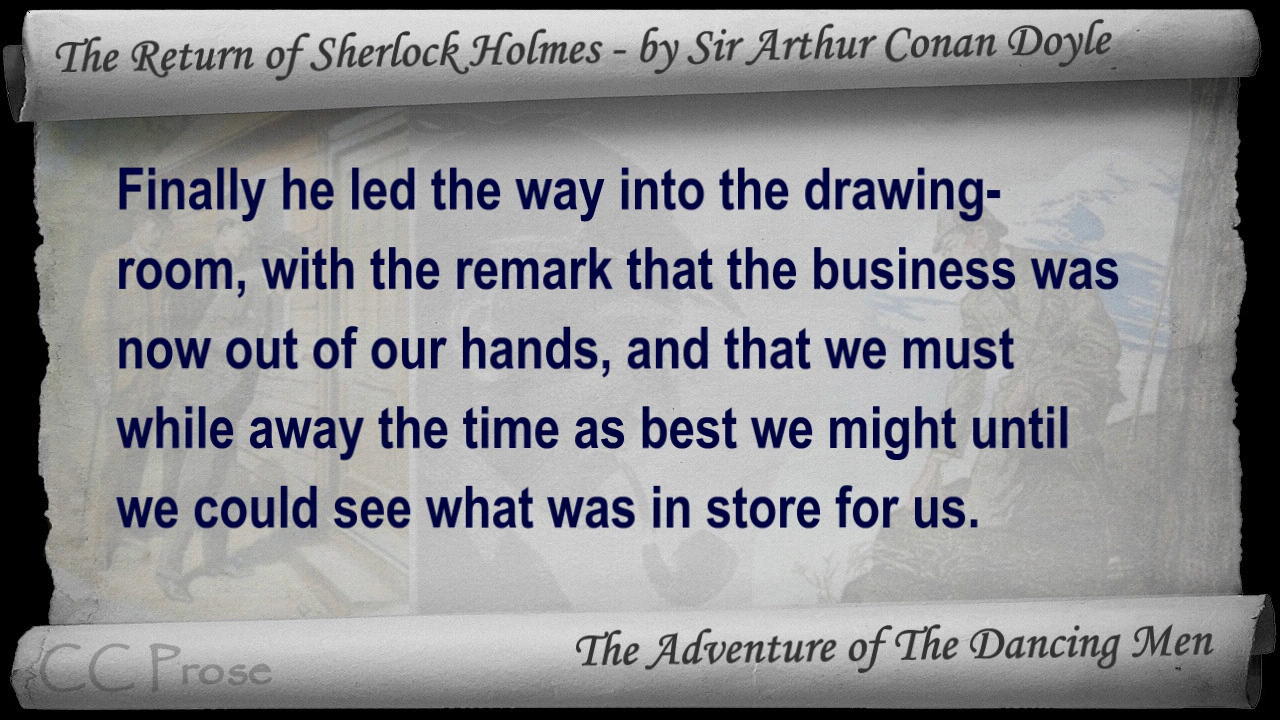 The Return of Sherlock Holmes - by Sir Arthur Conan Doyle
Finally he led the way into the drawing-
room, with the remark that the business was
now out of our hands, and that we must
while away the time as best we might until
we could see what was in store for us.
The Adventure of The Dancing Men
CC Prose